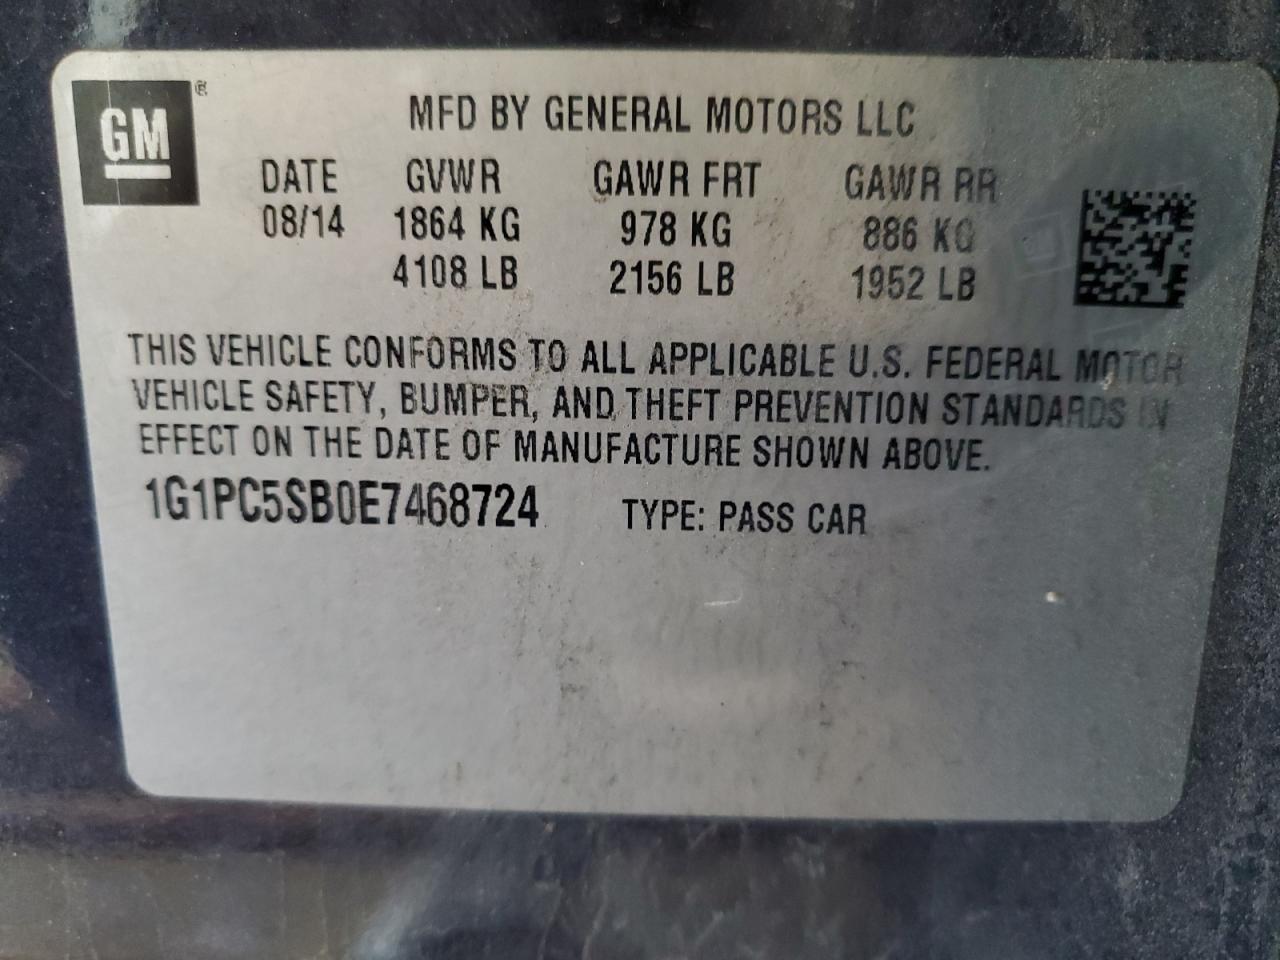 GM®
MFD BY GENERAL MOTORS LLC
DATE GVWR GAWR FRT GAWR RR
08/14 1864 KG 978 KG 886 KG
4108 LB 2156 LB 1952 LB
THIS VEHICLE CONFORMS TO ALL APPLICABLE U.S. FEDERAL MOTOR
VEHICLE SAFETY, BUMPER, AND THEFT PREVENTION STANDARDS IN
EFFECT ON THE DATE OF MANUFACTURE SHOWN ABOVE.
1G1PC5SB0E7468724 TYPE: PASS CAR